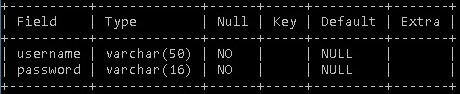 +----------+-------------+------+-----+---------+-------+
| Field    | Type        | Null | Key | Default | Extra |
+----------+-------------+------+-----+---------+-------+
| username | varchar(50) | NO   |     | NULL    |       |
| password | varchar(16) | NO   |     | NULL    |       |
+----------+-------------+------+-----+---------+-------+